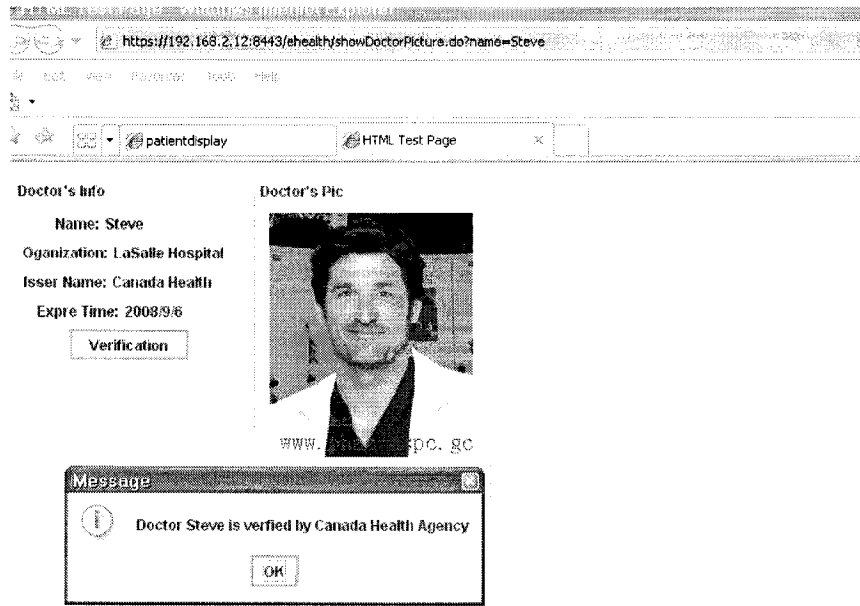 https://192.168.2.12:8443/ehealth/showDoctorPicture.do?name=Steve
Help
patientdisplay
HTML Test Page
Doctor's Info
Doctor's Pic
Name: Steve
Oganization: LaSalle Hospital
Isser Name: Canada Health
Expre Time: 2008/9/6
Verification
www. pc. gc
Message
Doctor Steve is verfied by Canada Health Agency
OK